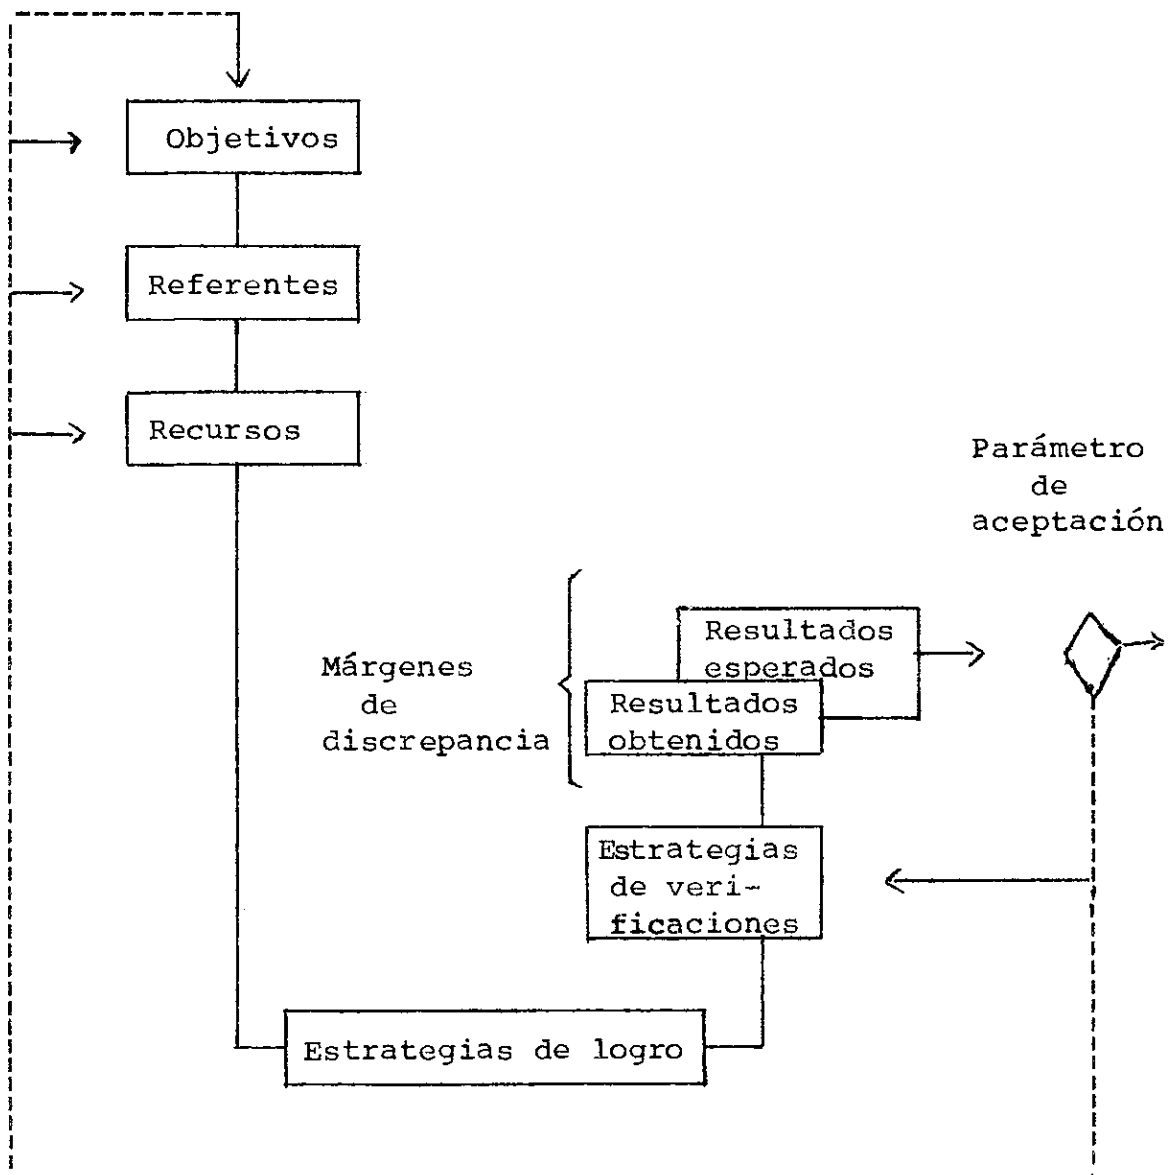 Objetivos
Referentes
Recursos
Parámetro
de
aceptación
Márgenes
de
discrepancia
Resultados
esperados
Resultados
obtenidos
Estrategias
de veri-
ficaciones
Estrategias de logro